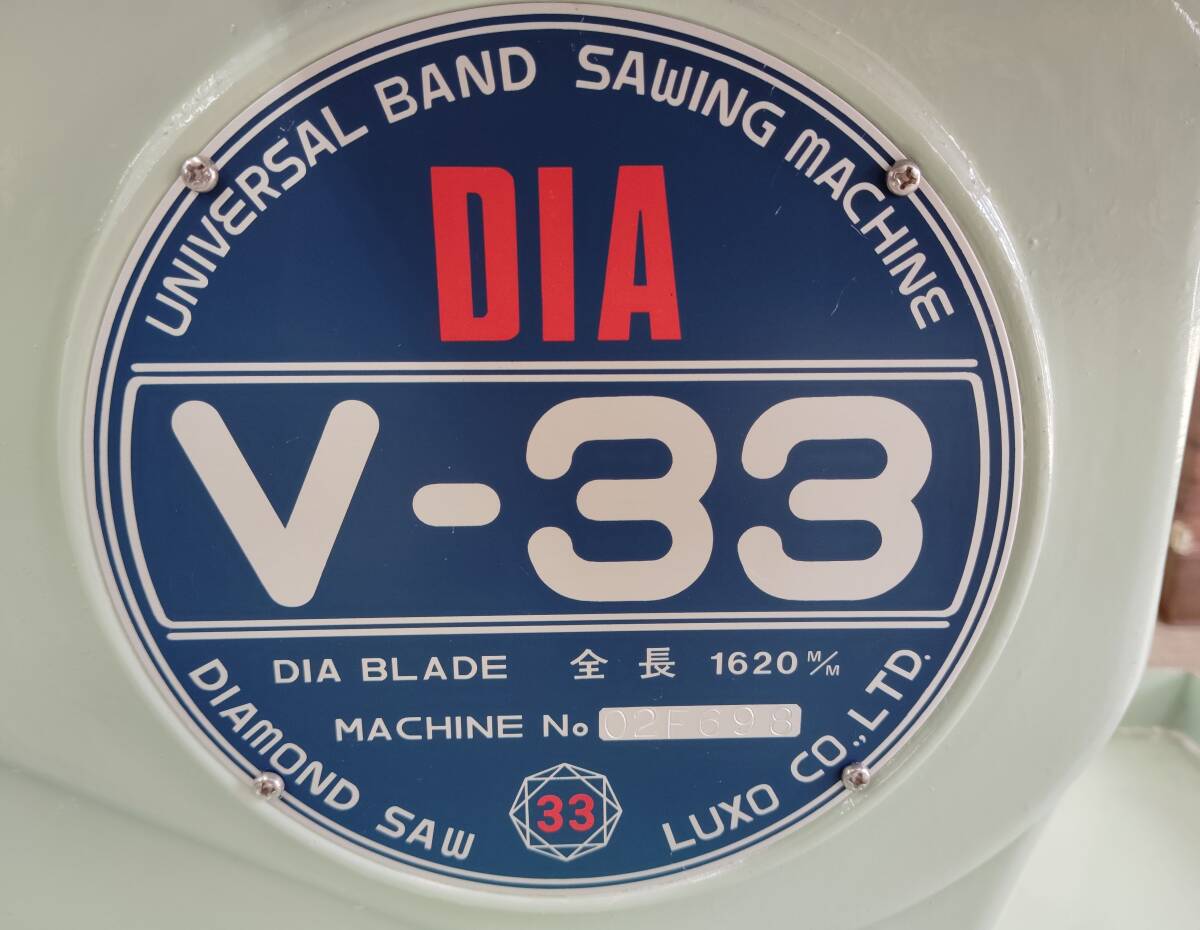 UNIVERSAL BAND SAWING MACHINE
DIA
V-33
DIA BLADE 全長 1620 M/M
MACHINE No 02F698
33
DIAMOND SAW LUXO CO.,LTD.